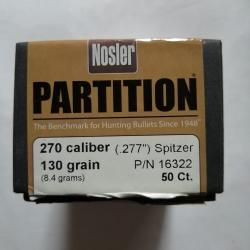 Nosler
PARTITION®
The Benchmark for Hunting Bullets Since 1948™
270 caliber (.277") Spitzer
130 grain P/N 16322
(8.4 grams) 50 Ct.